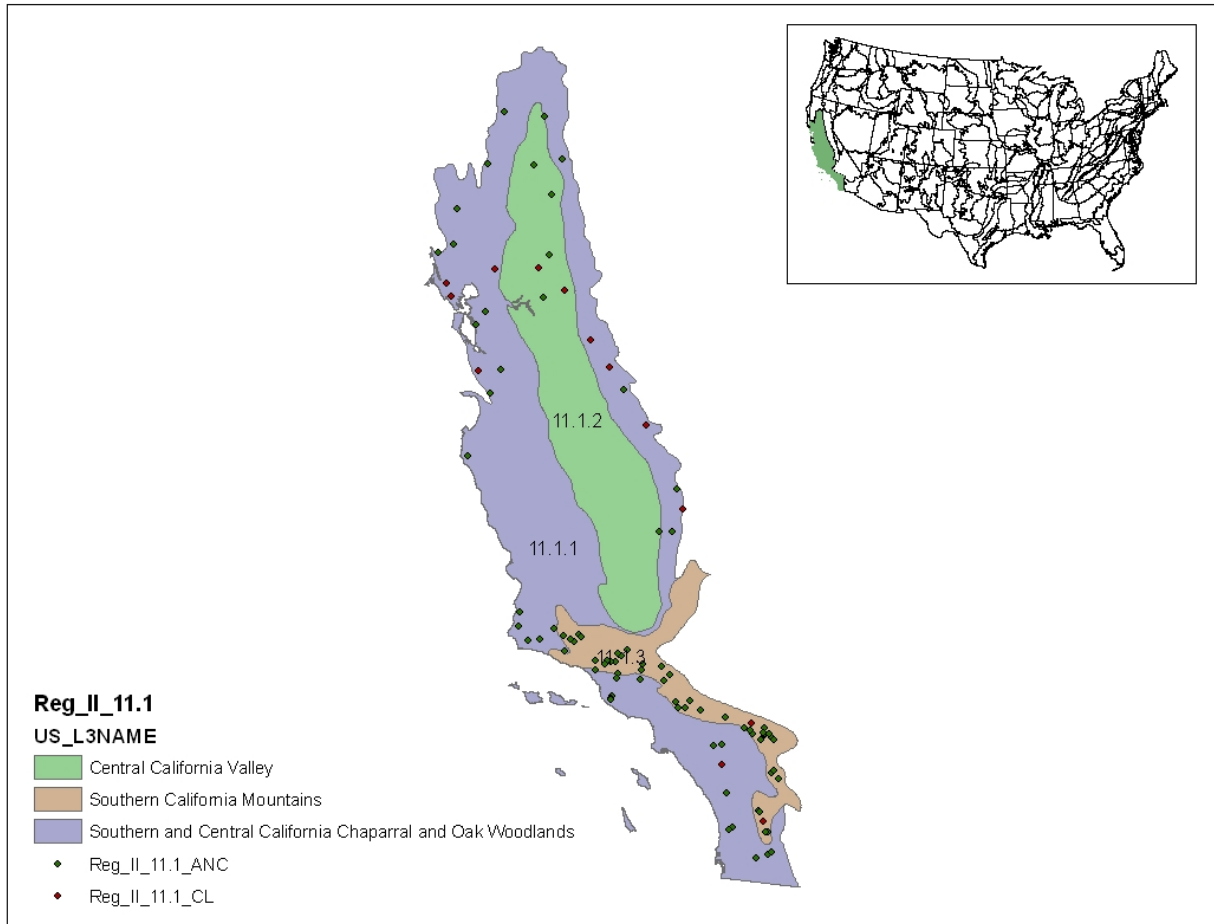 11.1.2
11.1.1
11.1.3
Reg_II_11.1
US_L3NAME
Central California Valley
Southern California Mountains
Southern and Central California Chaparral and Oak Woodlands
Reg_II_11.1_ANC
Reg_II_11.1_CL